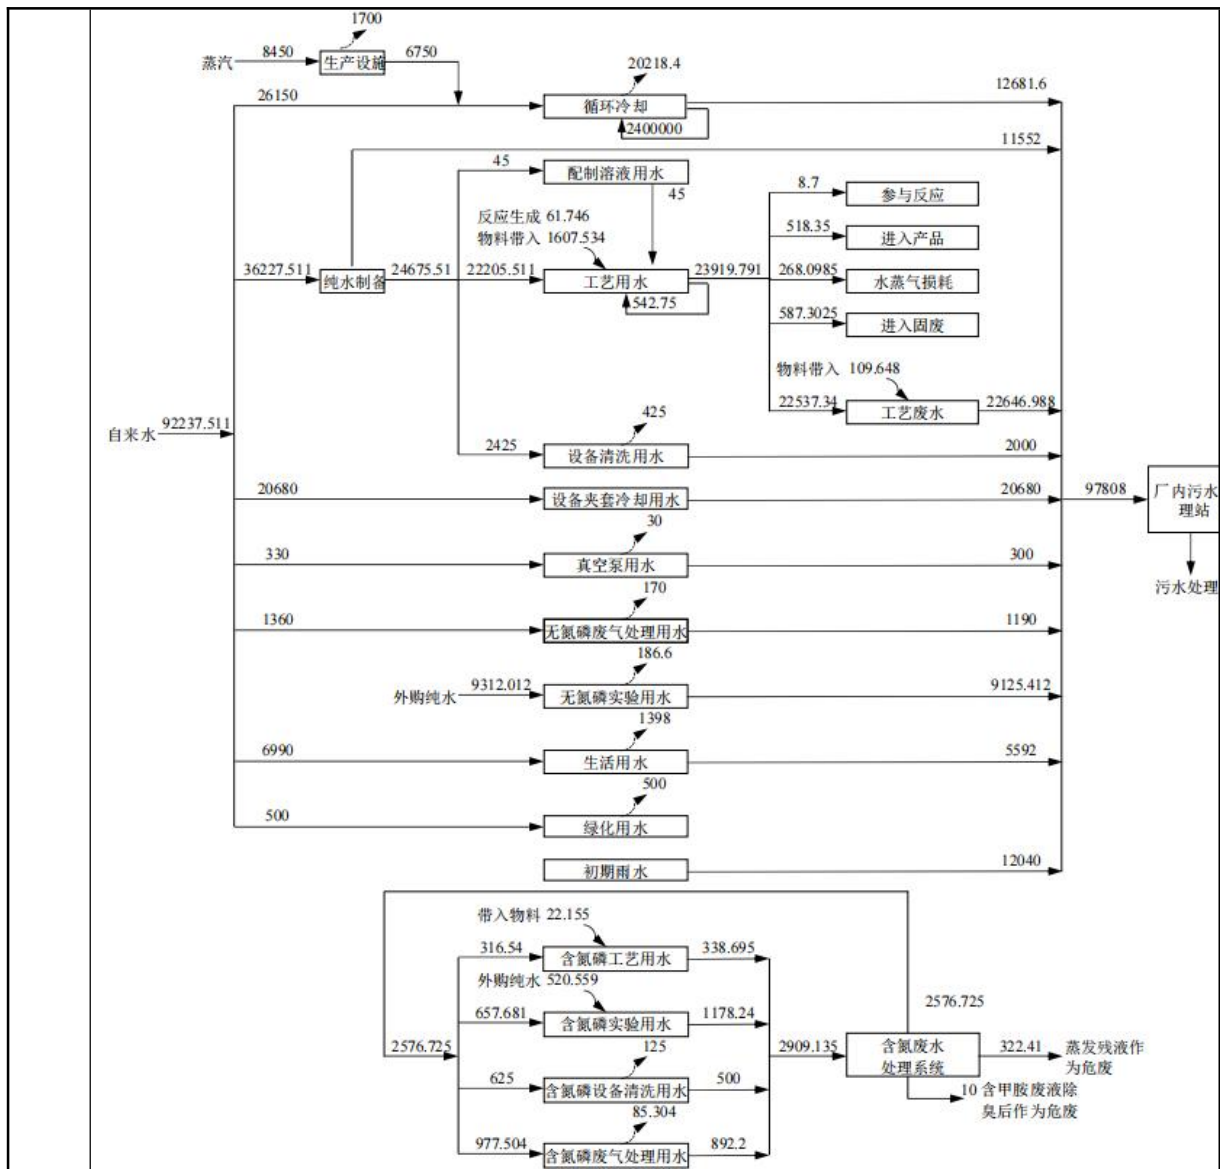 1700
蒸汽 8450 生产设施 6750
20218.4
26150 循环冷却 12681.6
2400000
11552
45 配制溶液用水 45
反应生成 61.746
物料带入 1607.534
36227.511 纯水制备 24675.51 22205.511 工艺用水 23919.791
542.75
8.7 参与反应
518.35 进入产品
268.0985 水蒸气损耗
587.3025 进入固废
物料带入 109.648
22537.34 工艺废水 22646.988
自来水 92237.511
425
2425 设备清洗用水 2000
20680 设备夹套冷却用水 20680
97808 厂内污水
理站
污水处理
30
330 真空泵用水 300
170
1360 无氮磷废气处理用水 1190
186.6
外购纯水 9312.012 无氮磷实验用水 9125.412
1398
6990 生活用水 5592
500
500 绿化用水
初期雨水 12040
带入物料 22.155
316.54 含氮磷工艺用水 338.695
外购纯水 520.559
657.681 含氮磷实验用水 1178.24
2576.725
2576.725
125
625 含氮磷设备清洗用水 500
85.304
977.504 含氮磷废气处理用水 892.2
2909.135 含氮废水
处理系统
322.41 蒸发残液作
为危废
10 含甲胺废液除
臭后作为危废